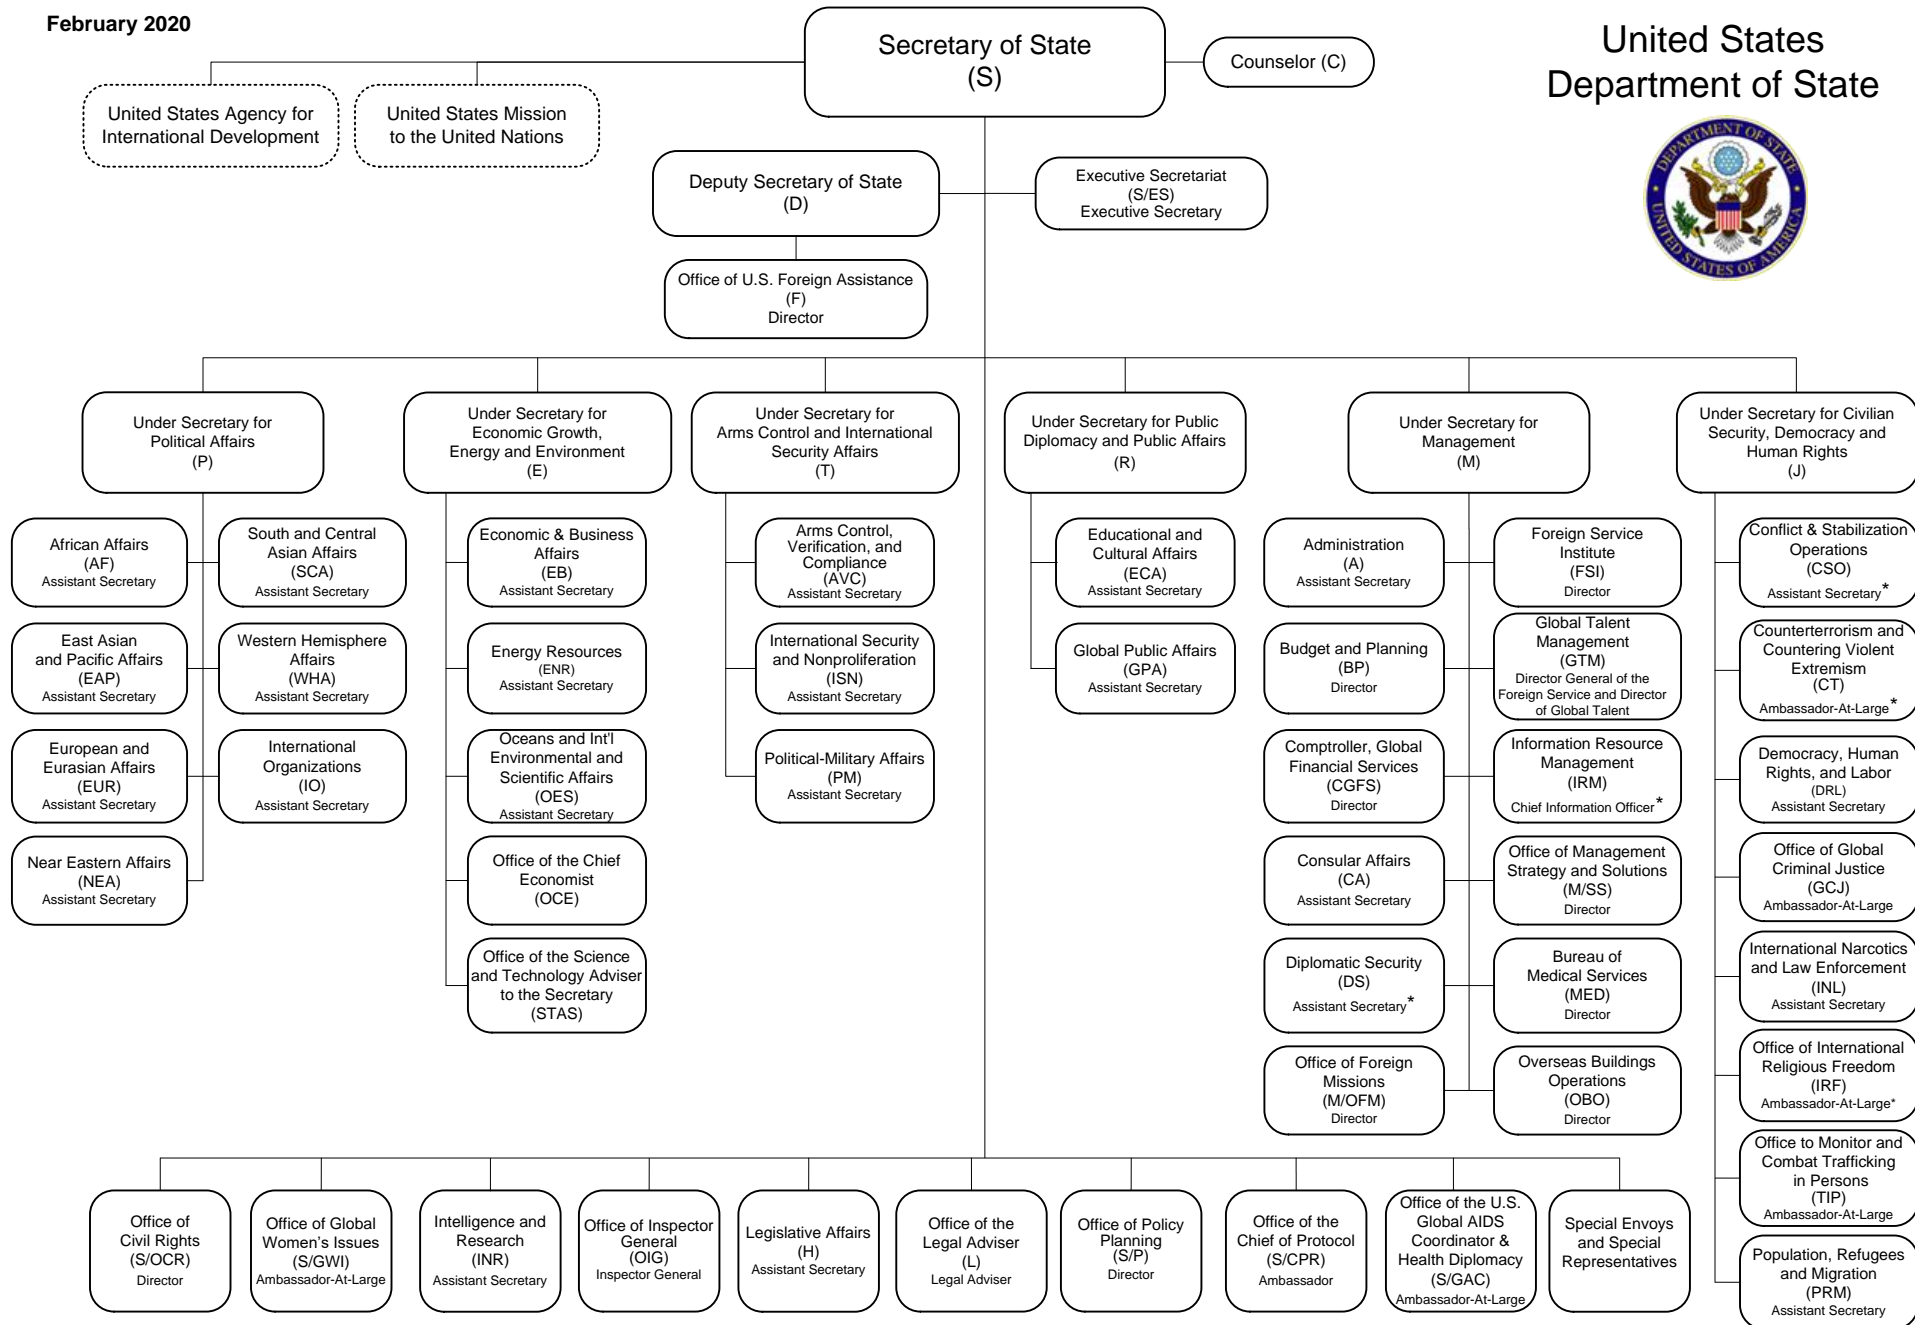 February 2020
United States
Department of State
DEPARTMENT OF STATE
UNITED STATES OF AMERICA
Secretary of State
(S)
Counselor (C)
United States Agency for
International Development
United States Mission
to the United Nations
Deputy Secretary of State
(D)
Executive Secretariat
(S/ES)
Executive Secretary
Office of U.S. Foreign Assistance
(F)
Director
Under Secretary for
Political Affairs
(P)
Under Secretary for
Economic Growth,
Energy and Environment
(E)
Under Secretary for
Arms Control and International
Security Affairs
(T)
Under Secretary for Public
Diplomacy and Public Affairs
(R)
Under Secretary for
Management
(M)
Under Secretary for Civilian
Security, Democracy and
Human Rights
(J)
African Affairs
(AF)
Assistant Secretary
South and Central
Asian Affairs
(SCA)
Assistant Secretary
East Asian
and Pacific Affairs
(EAP)
Assistant Secretary
Western Hemisphere
Affairs
(WHA)
Assistant Secretary
European and
Eurasian Affairs
(EUR)
Assistant Secretary
International
Organizations
(IO)
Assistant Secretary
Near Eastern Affairs
(NEA)
Assistant Secretary
Economic & Business
Affairs
(EB)
Assistant Secretary
Energy Resources
(ENR)
Assistant Secretary
Oceans and Int'l
Environmental and
Scientific Affairs
(OES)
Assistant Secretary
Office of the Chief
Economist
(OCE)
Office of the Science
and Technology Adviser
to the Secretary
(STAS)
Arms Control,
Verification, and
Compliance
(AVC)
Assistant Secretary
International Security
and Nonproliferation
(ISN)
Assistant Secretary
Political-Military Affairs
(PM)
Assistant Secretary
Educational and
Cultural Affairs
(ECA)
Assistant Secretary
Global Public Affairs
(GPA)
Assistant Secretary
Administration
(A)
Assistant Secretary
Foreign Service
Institute
(FSI)
Director
Budget and Planning
(BP)
Director
Global Talent
Management
(GTM)
Director General of the
Foreign Service and Director
of Global Talent
Comptroller, Global
Financial Services
(CGFS)
Director
Information Resource
Management
(IRM)
Chief Information Officer*
Consular Affairs
(CA)
Assistant Secretary
Office of Management
Strategy and Solutions
(M/SS)
Director
Diplomatic Security
(DS)
Assistant Secretary*
Bureau of
Medical Services
(MED)
Director
Office of Foreign
Missions
(M/OFM)
Director
Overseas Buildings
Operations
(OBO)
Director
Conflict & Stabilization
Operations
(CSO)
Assistant Secretary*
Counterterrorism and
Countering Violent
Extremism
(CT)
Ambassador-At-Large*
Democracy, Human
Rights, and Labor
(DRL)
Assistant Secretary
Office of Global
Criminal Justice
(GCJ)
Ambassador-At-Large
International Narcotics
and Law Enforcement
(INL)
Assistant Secretary
Office of International
Religious Freedom
(IRF)
Ambassador-At-Large*
Office to Monitor and
Combat Trafficking
in Persons
(TIP)
Ambassador-At-Large
Population, Refugees
and Migration
(PRM)
Assistant Secretary
Office of
Civil Rights
(S/OCR)
Director
Office of Global
Women's Issues
(S/GWI)
Ambassador-At-Large
Intelligence and
Research
(INR)
Assistant Secretary
Office of Inspector
General
(OIG)
Inspector General
Legislative Affairs
(H)
Assistant Secretary
Office of the
Legal Adviser
(L)
Legal Adviser
Office of Policy
Planning
(S/P)
Director
Office of the
Chief of Protocol
(S/CPR)
Ambassador
Office of the U.S.
Global AIDS
Coordinator &
Health Diplomacy
(S/GAC)
Ambassador-At-Large
Special Envoys
and Special
Representatives